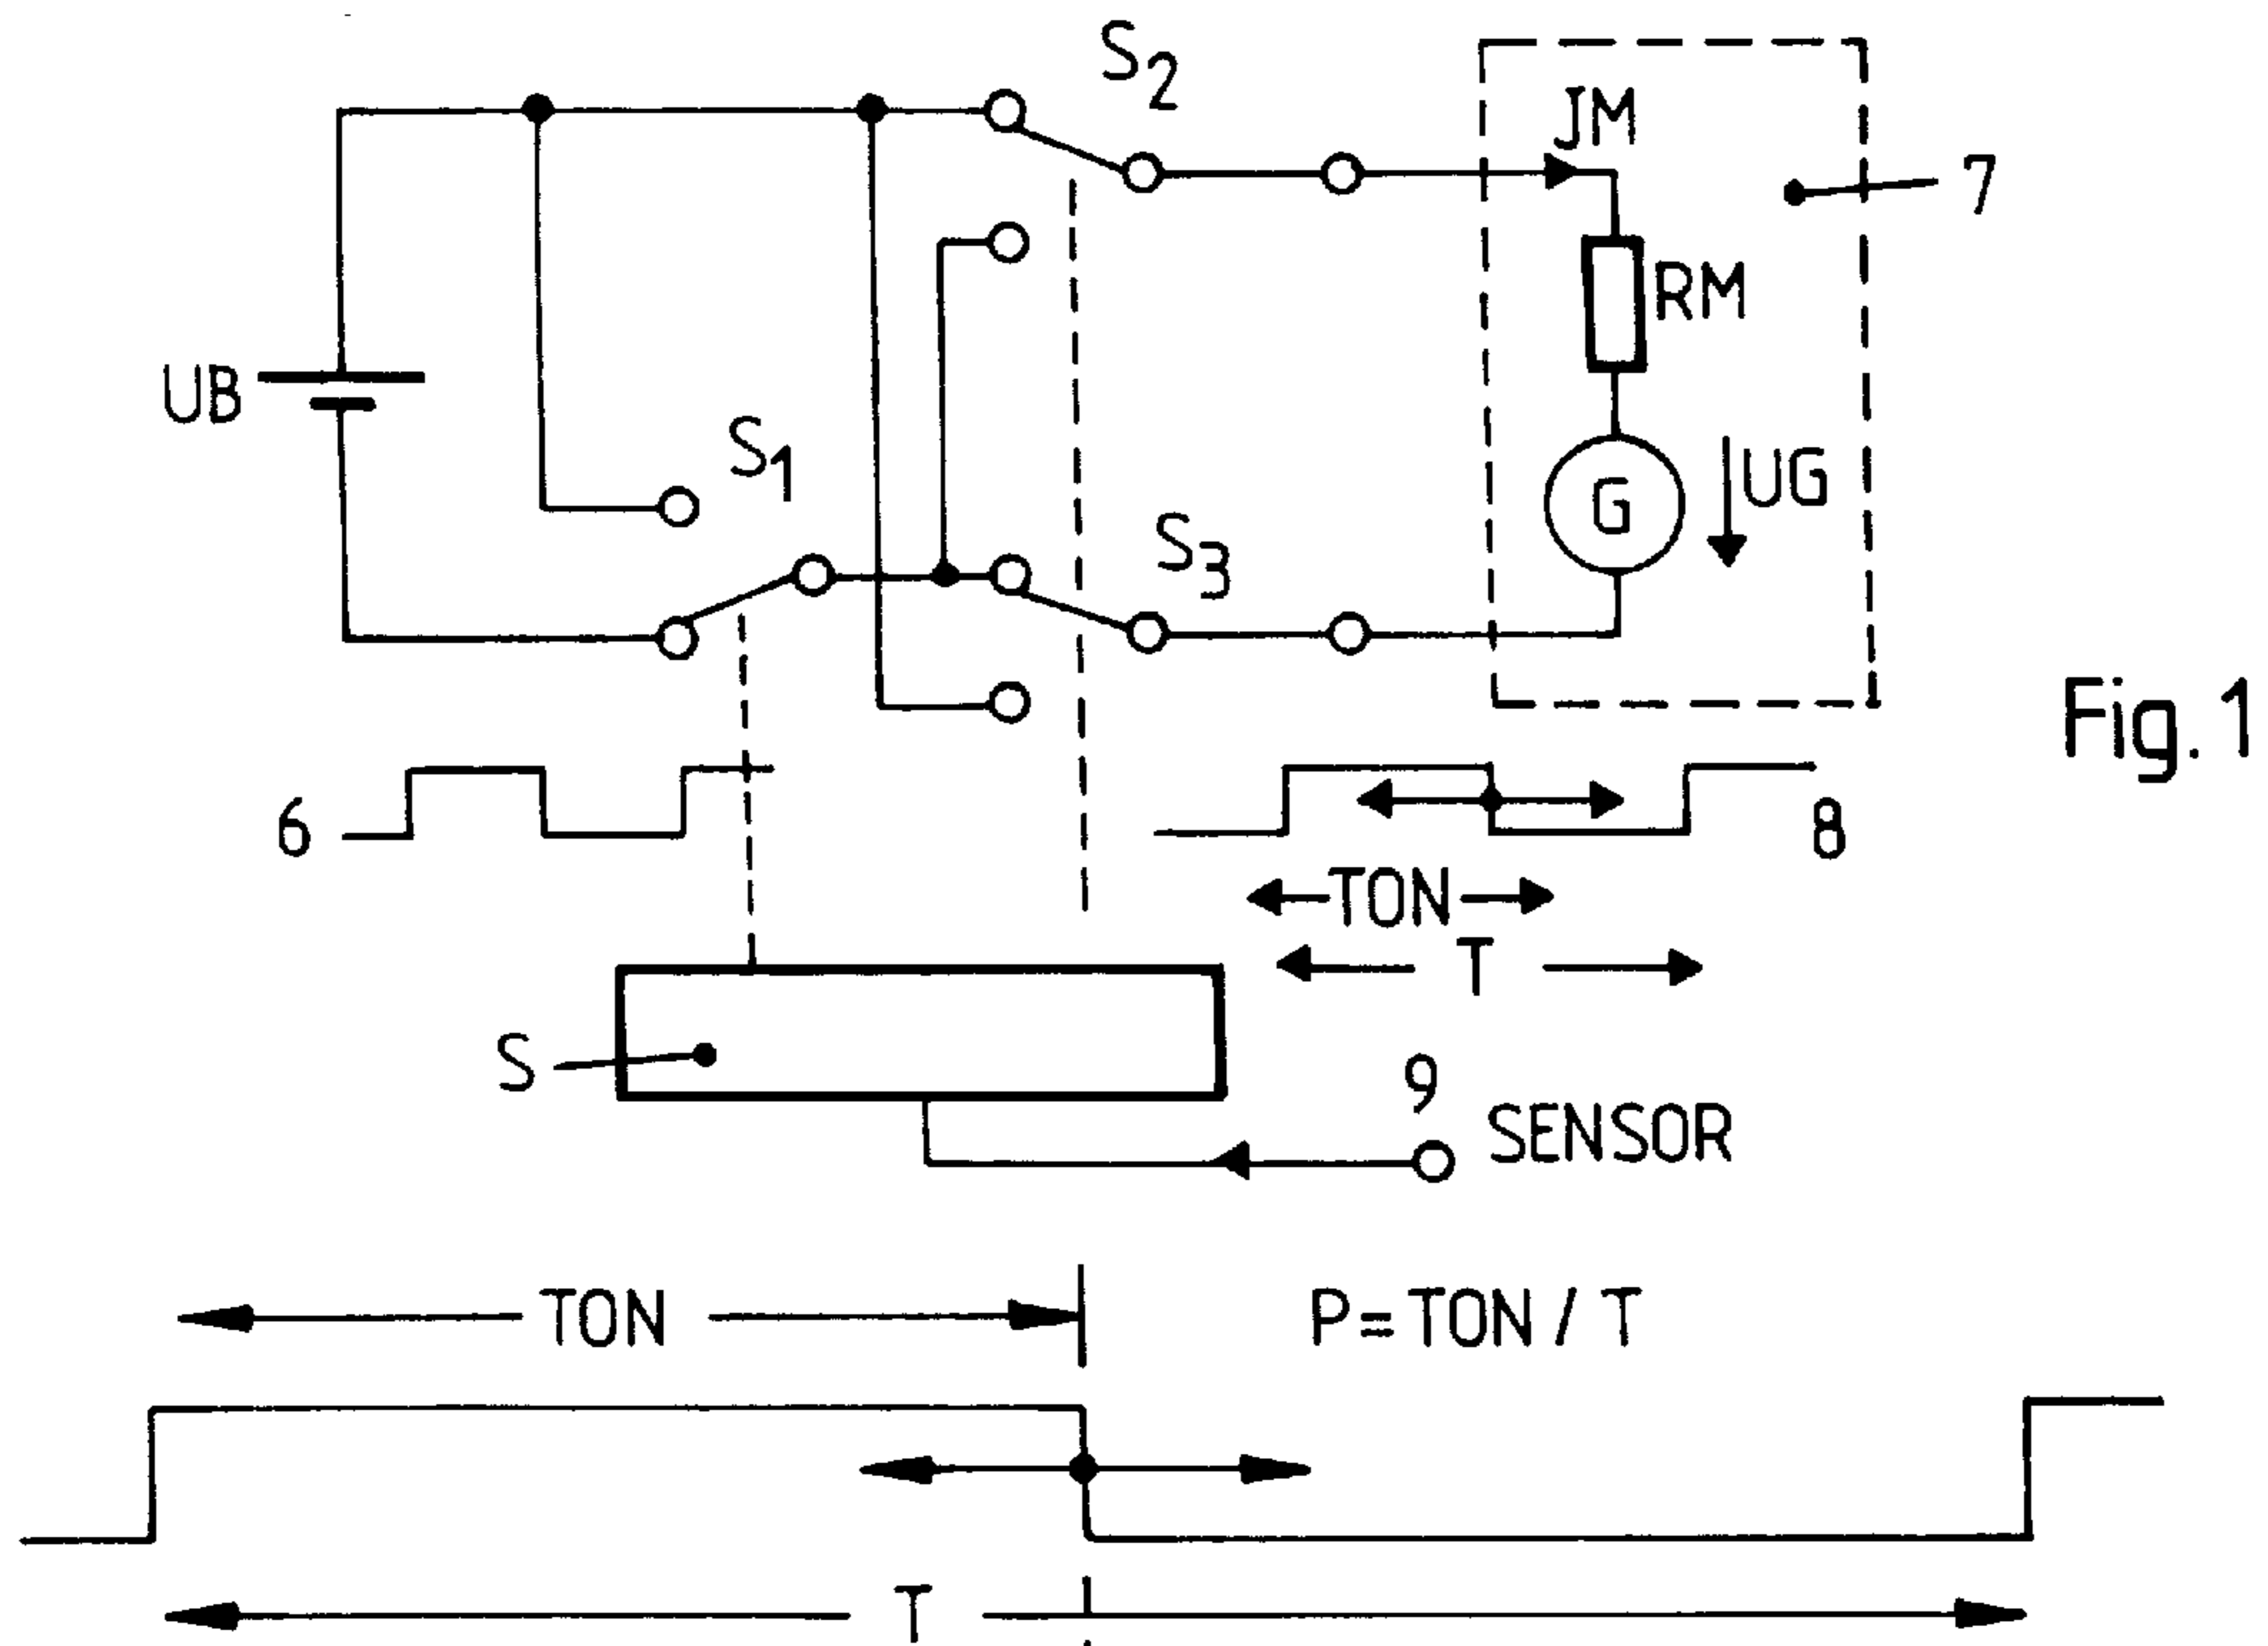 S2
JM
7
RM
UB
S1
UG
G
S3
Fig.1
6
8
TON
T
S
9
SENSOR
TON
P=TON/T
T